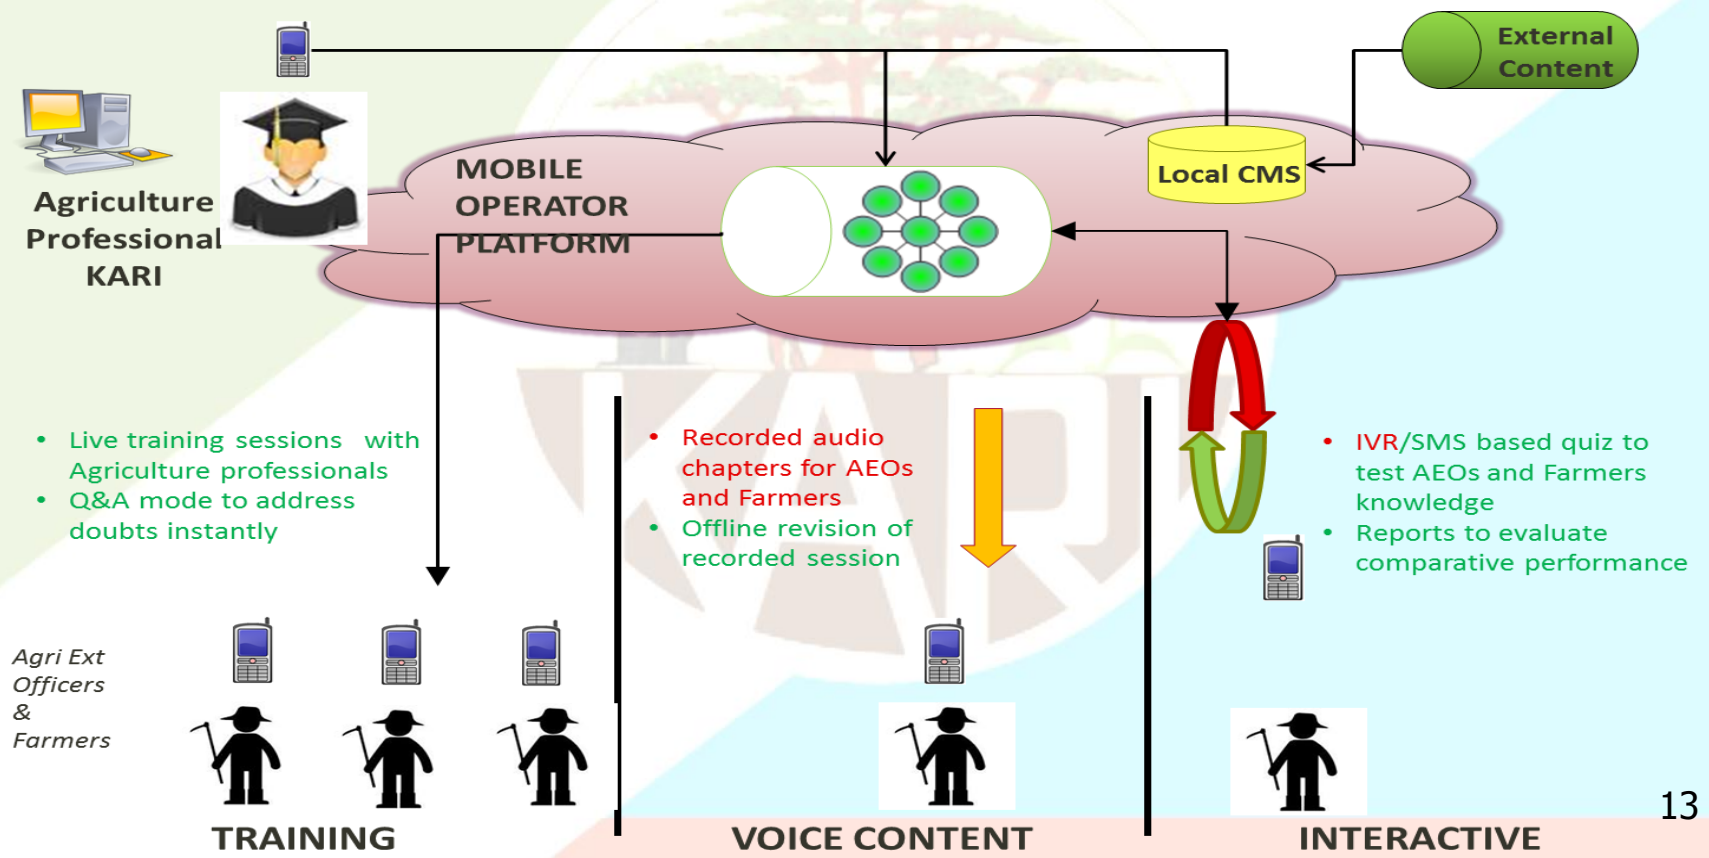 External
Content
Agriculture
Professional
KARI
MOBILE
OPERATOR
PLATFORM
Local CMS
KARI
• Live training sessions with
Agriculture professionals
• Q&A mode to address
doubts instantly
• Recorded audio
chapters for AEOs
and Farmers
• Offline revision of
recorded session
• IVR/SMS based quiz to
test AEOs and Farmers
knowledge
• Reports to evaluate
comparative performance
Agri Ext
Officers
&
Farmers
13
TRAINING
VOICE CONTENT
INTERACTIVE